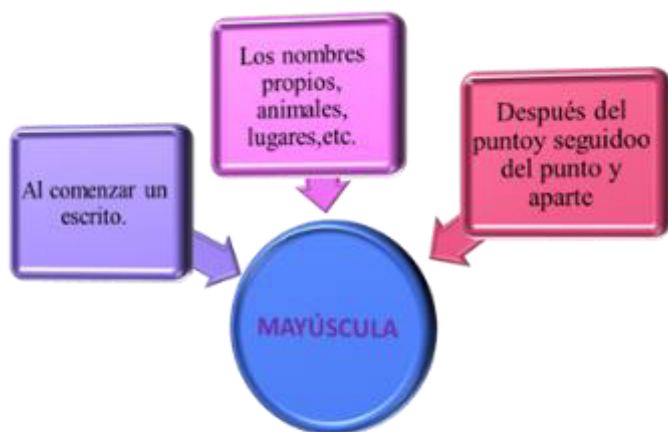 Al comenzar un
escrito.
Los nombres
propios,
animales,
lugares,etc.
Después del
puntoy seguidoo
del punto y
aparte
MAYÚSCULA